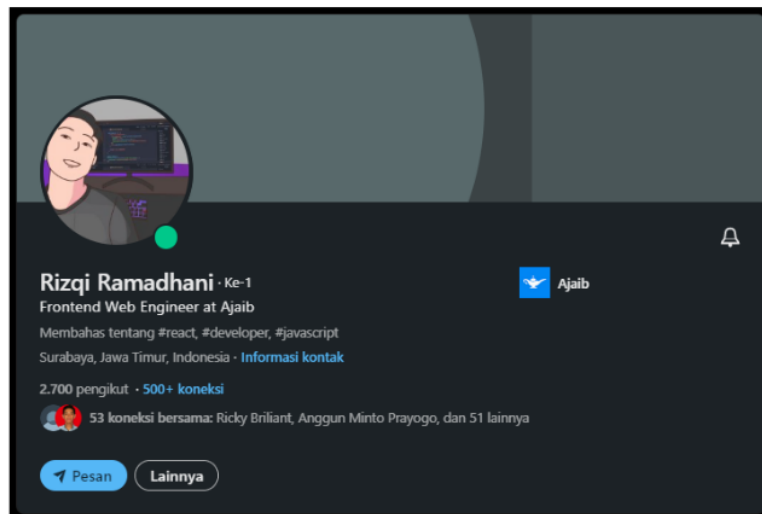 Rizqi Ramadhani · Ke-1
Ajaib
Frontend Web Engineer at Ajaib
Membahas tentang #react, #developer, #javascript
Surabaya, Jawa Timur, Indonesia · Informasi kontak
2.700 pengikut · 500+ koneksi
53 koneksi bersama: Ricky Briliant, Anggun Minto Prayogo, dan 51 lainnya
Pesan
Lainnya